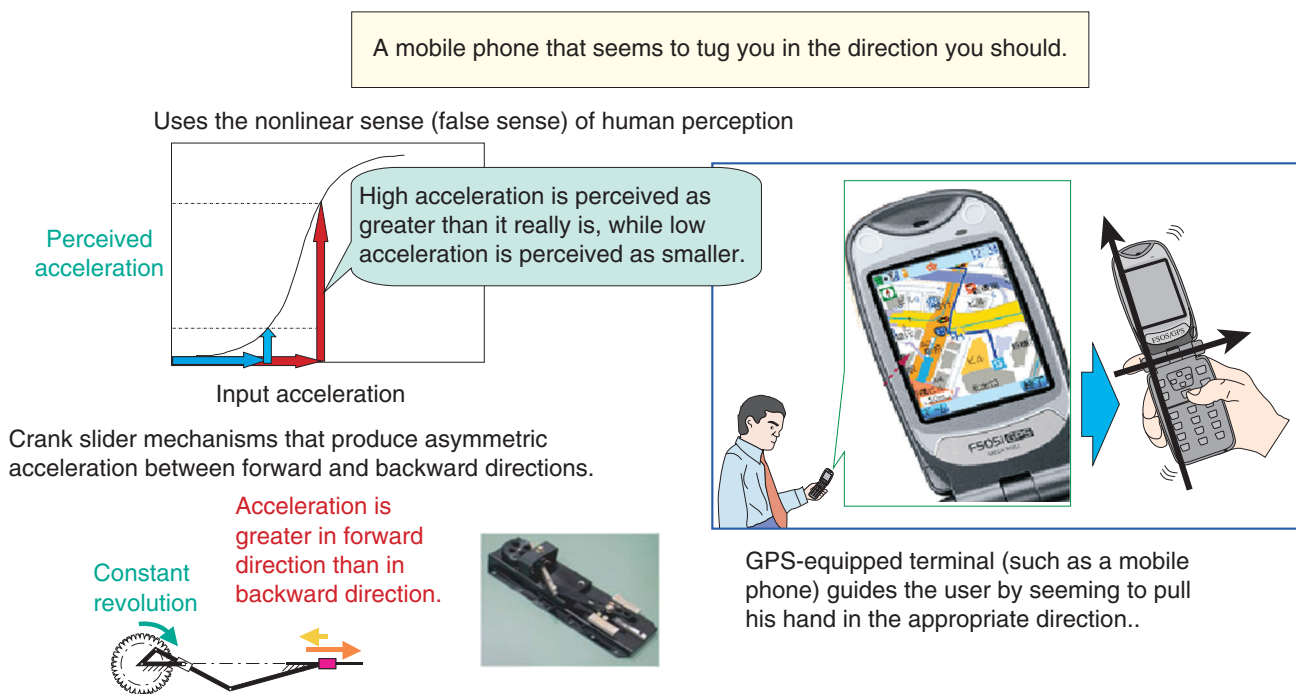 A mobile phone that seems to tug you in the direction you should.
Uses the nonlinear sense (false sense) of human perception
High acceleration is perceived as
greater than it really is, while low
acceleration is perceived as smaller.
Perceived
acceleration
Input acceleration
Crank slider mechanisms that produce asymmetric
acceleration between forward and backward directions.
Acceleration is
greater in forward
direction than in
backward direction.
Constant
revolution
F505i GPS
F505i/GPS
GPS-equipped terminal (such as a mobile
phone) guides the user by seeming to pull
his hand in the appropriate direction..